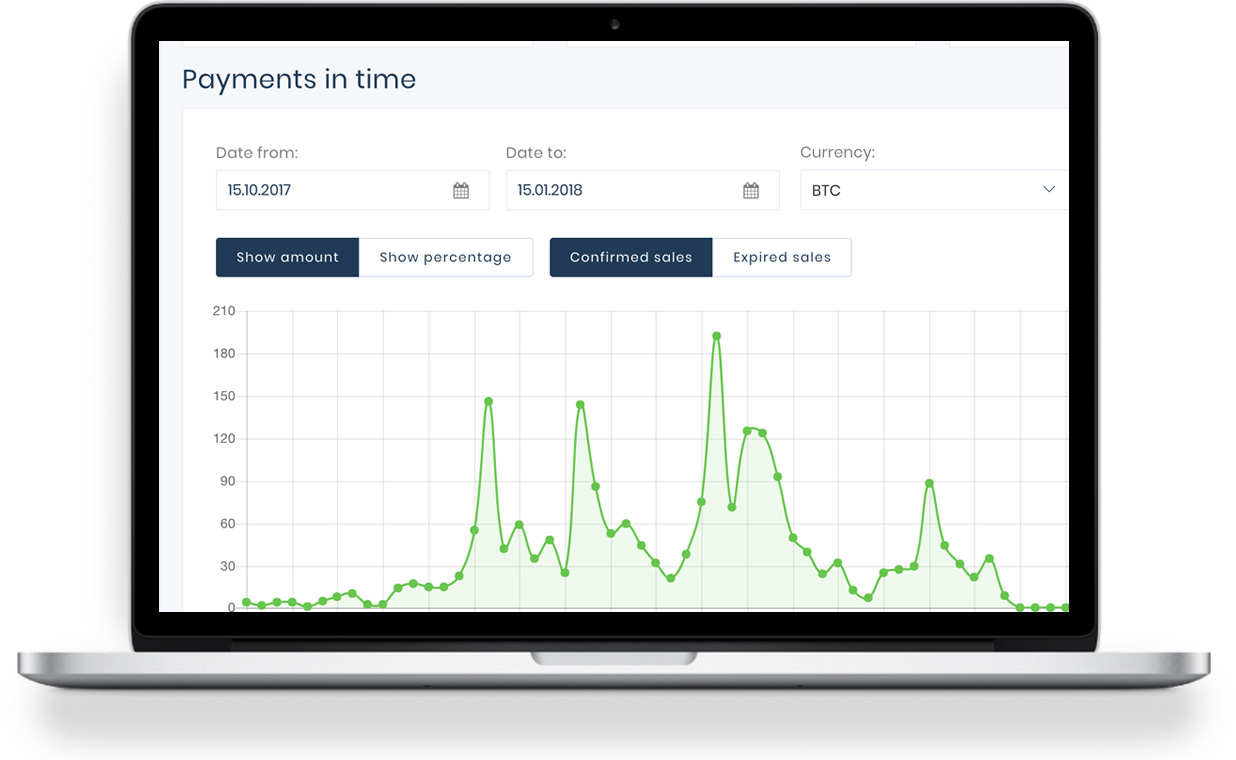 Payments in time
Date from: Date to: Currency:
15.10.2017 15.01.2018 BTC
Show amount Show percentage Confirmed sales Expired sales
210
180
150
120
90
60
30
0